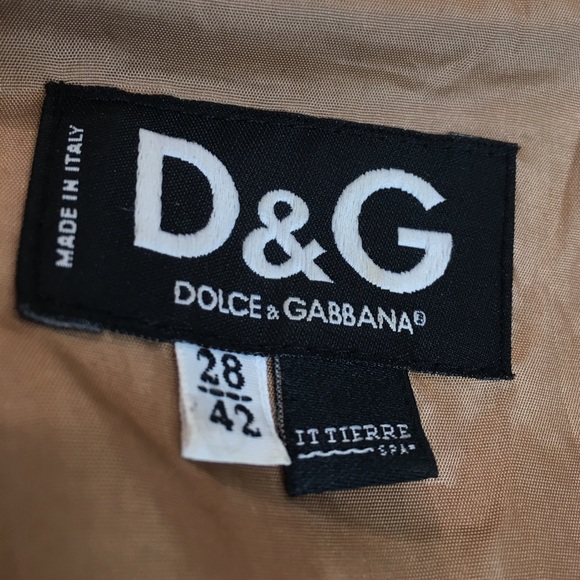 MADE IN ITALY
D&G
DOLCE & GABBANA®
28
42
IT TIERRE
SPA